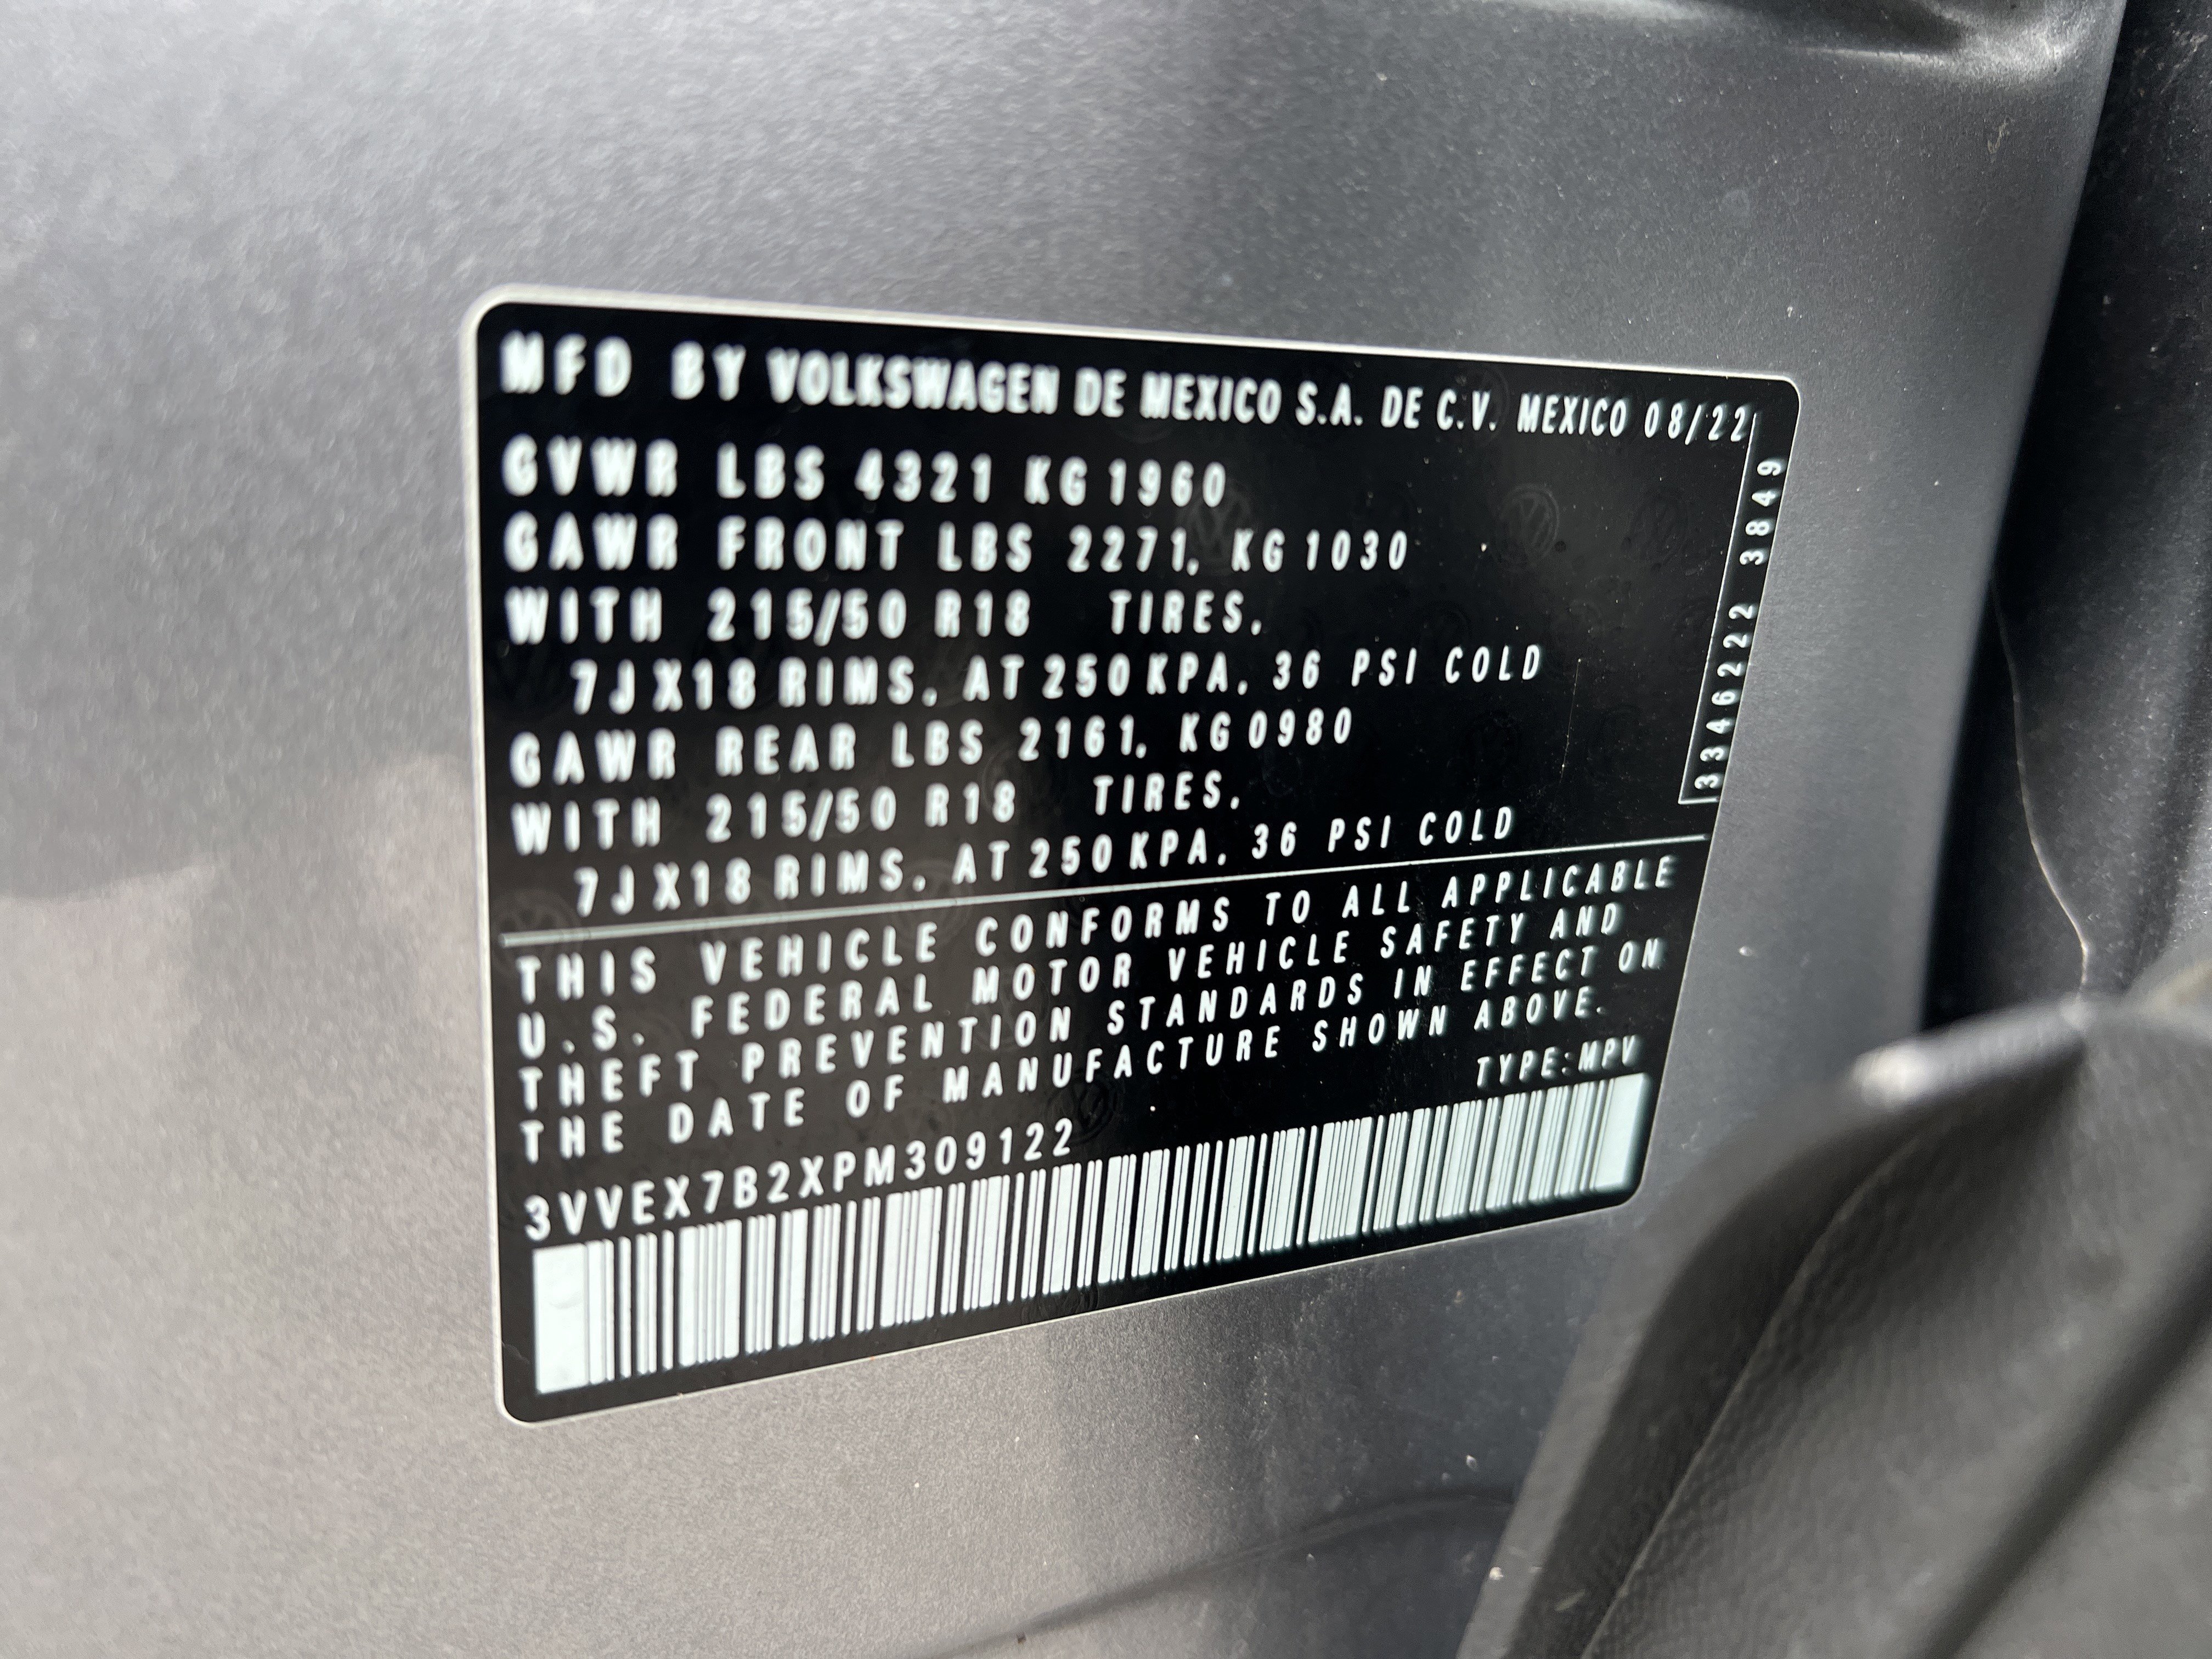 MFD BY VOLKSWAGEN DE MEXICO S.A. DE C.V. MEXICO 08/22
GVWR LBS 4321 KG 1960
GAWR FRONT LBS 2271, KG 1030
WITH 215/50 R18 TIRES,
7J X18 RIMS, AT 250 KPA, 36 PSI COLD
GAWR REAR LBS 2161, KG 0980
WITH 215/50 R18 TIRES,
7J X18 RIMS, AT 250 KPA, 36 PSI COLD
3346222 3849
THIS VEHICLE CONFORMS TO ALL APPLICABLE
U.S. FEDERAL MOTOR VEHICLE SAFETY AND
THEFT PREVENTION STANDARDS IN EFFECT ON
THE DATE OF MANUFACTURE SHOWN ABOVE.
TYPE: MPV
3VVEX7B2XPM309122